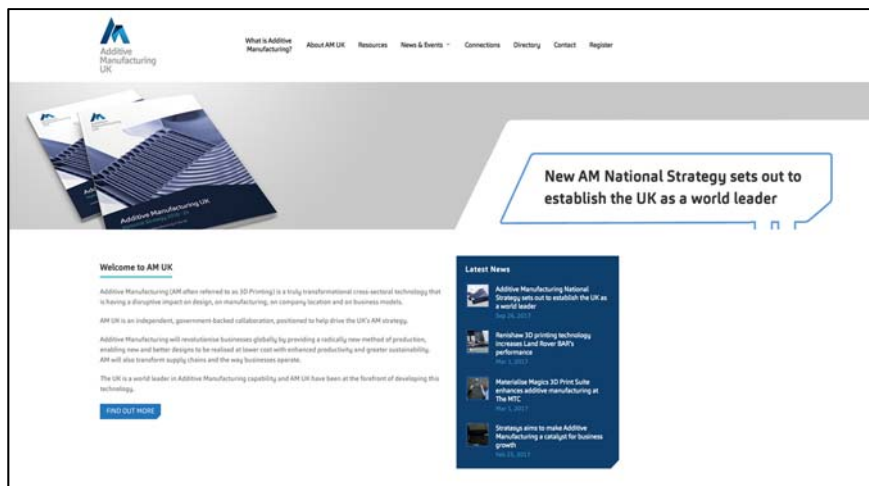 Additive
Manufacturing
UK
What is Additive
Manufacturing?
About AM UK
Resources
News & Events
Connections
Directory
Contact
Register
Additive Manufacturing UK
New AM National Strategy sets out to
establish the UK as a world leader
Welcome to AM UK
Additive Manufacturing (AM often referred to as 3D Printing) is a truly transformational cross-sectoral technology that
is having a disruptive impact on design, on manufacturing, on company location and on business models.
AM UK is an independent, government-backed collaboration, positioned to help drive the UK's AM strategy.
Additive Manufacturing will revolutionise businesses globally by providing a radically new method of production,
enabling new and better designs to be realised at lower cost with enhanced productivity and greater sustainability.
AM will also transform supply chains and the way businesses operate.
The UK is a world leader in Additive Manufacturing capability and AM UK have been at the forefront of developing this
technology.
FIND OUT MORE
Latest News
Additive Manufacturing National
Strategy sets out to establish the UK as
a world leader
Sep 26, 2017
Renishaw 3D printing technology
increases Land Rover BAR's
performance
Mar 1, 2017
Materialise Magics 3D Print Suite
enhances additive manufacturing at
The MTC
Mar 1, 2017
Stratasys aims to make Additive
Manufacturing a catalyst for business
growth